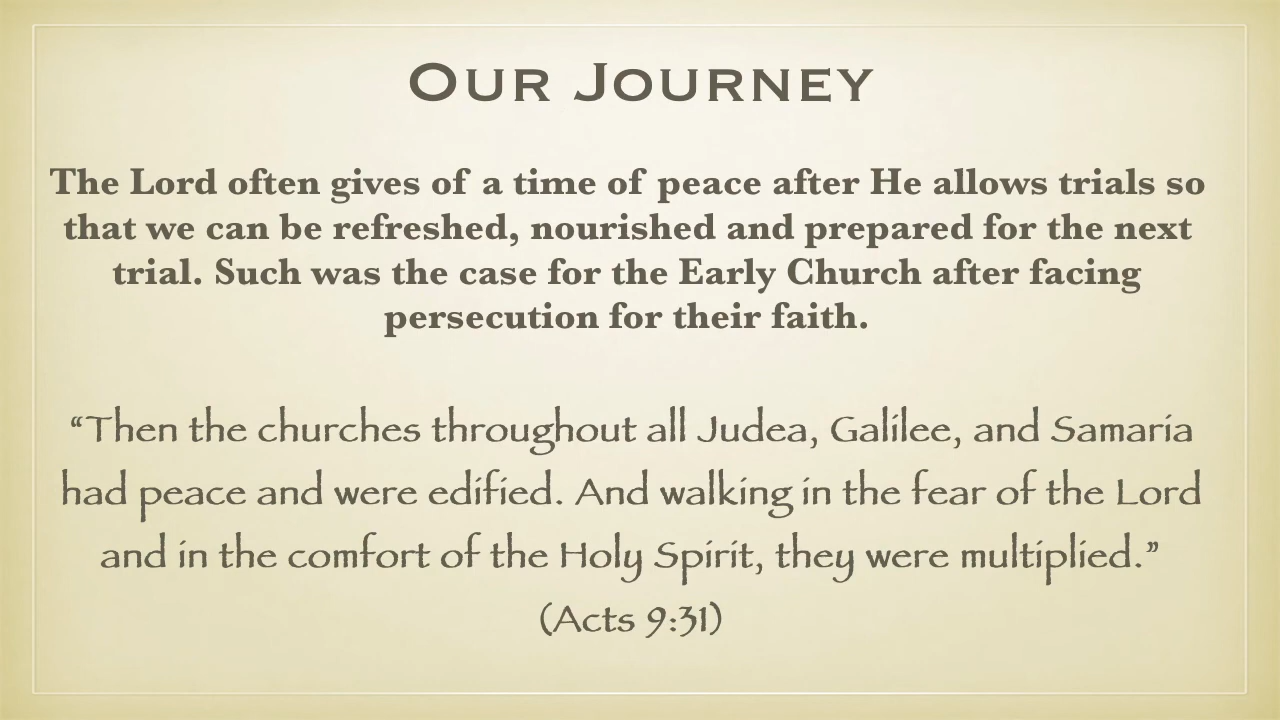 Our Journey
The Lord often gives of a time of peace after He allows trials so
that we can be refreshed, nourished and prepared for the next
trial. Such was the case for the Early Church after facing
persecution for their faith.
“Then the churches throughout all Judea, Galilee, and Samaria
had peace and were edified. And walking in the fear of the Lord
and in the comfort of the Holy Spirit, they were multiplied.”
(Acts 9:31)